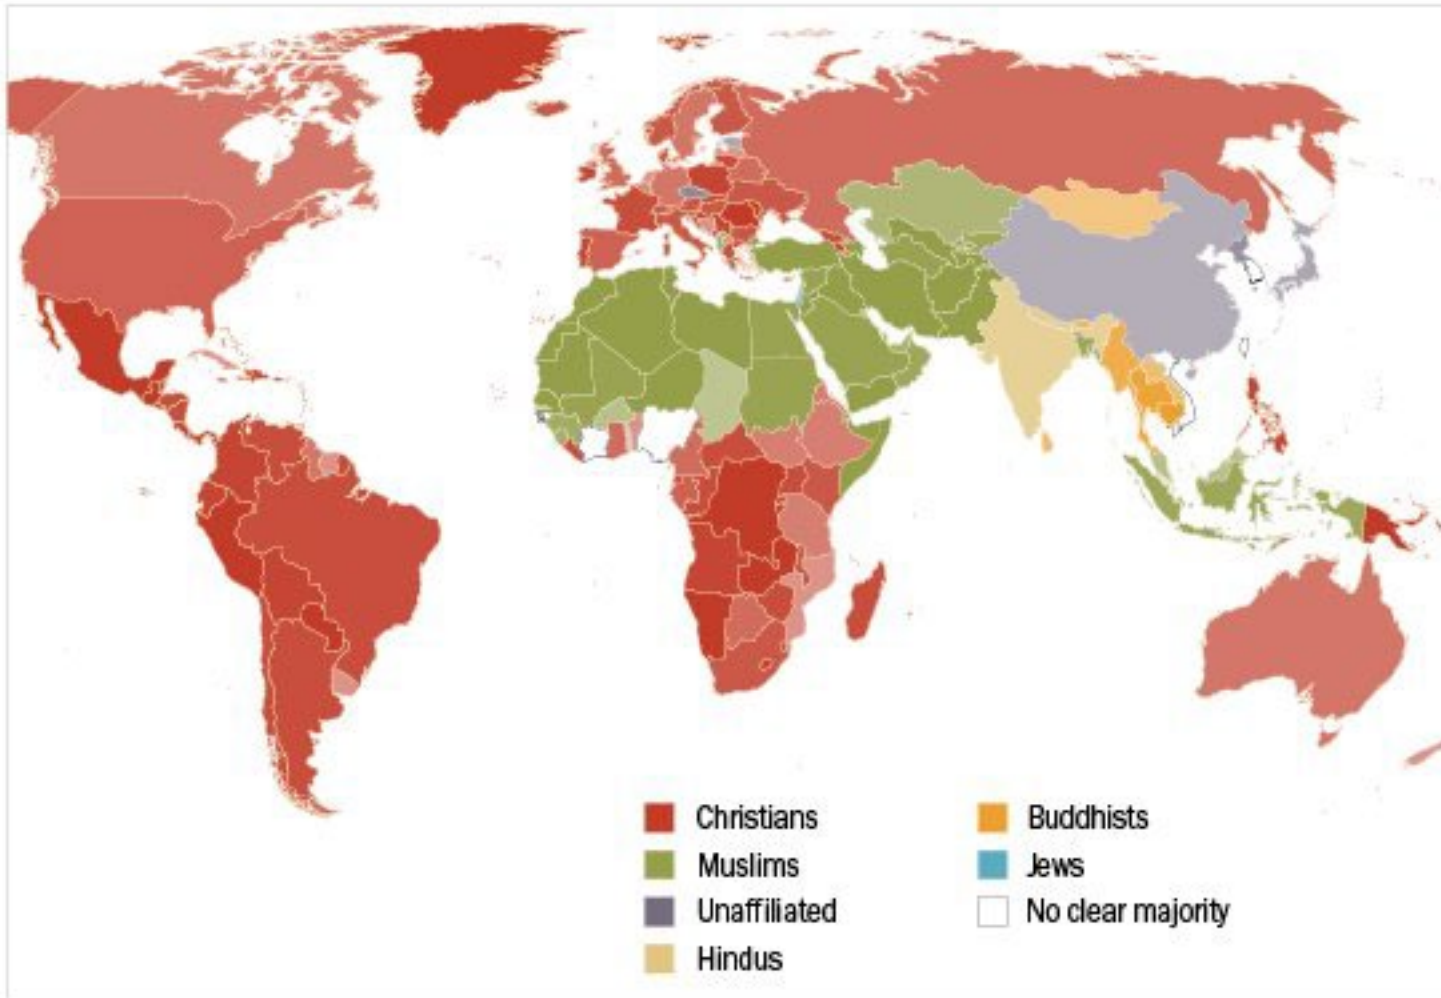 Christians
Muslims
Unaffiliated
Hindus
Buddhists
Jews
No clear majority